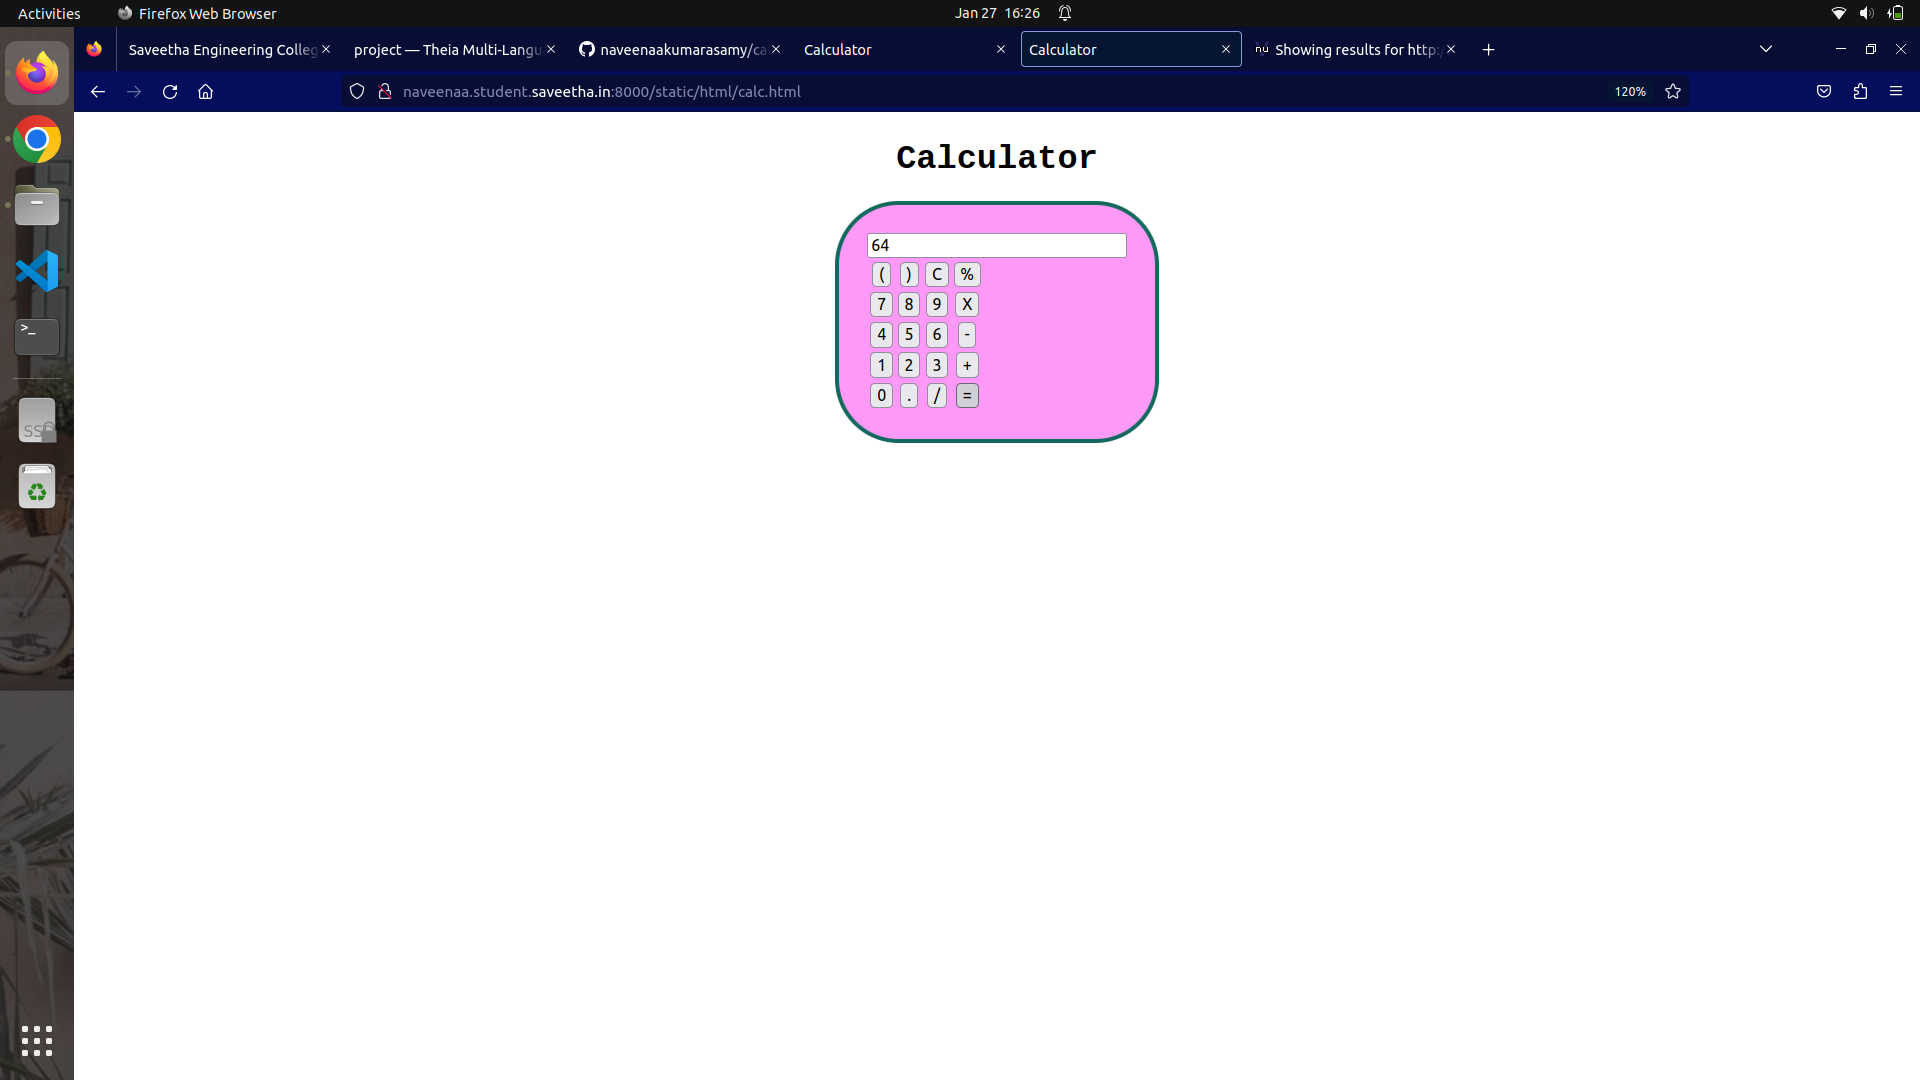 Activities
Firefox Web Browser
Jan 27 16:26
Saveetha Engineering Colleg
project — Theia Multi-Langu
naveenaakumarasamy/ca
Calculator
Calculator
Showing results for http:/
naveenaa.student.saveetha.in:8000/static/html/calc.html
120%
Calculator
64
( ) C %
7 8 9 X
4 5 6 -
1 2 3 +
0 . / =
>_
SSD